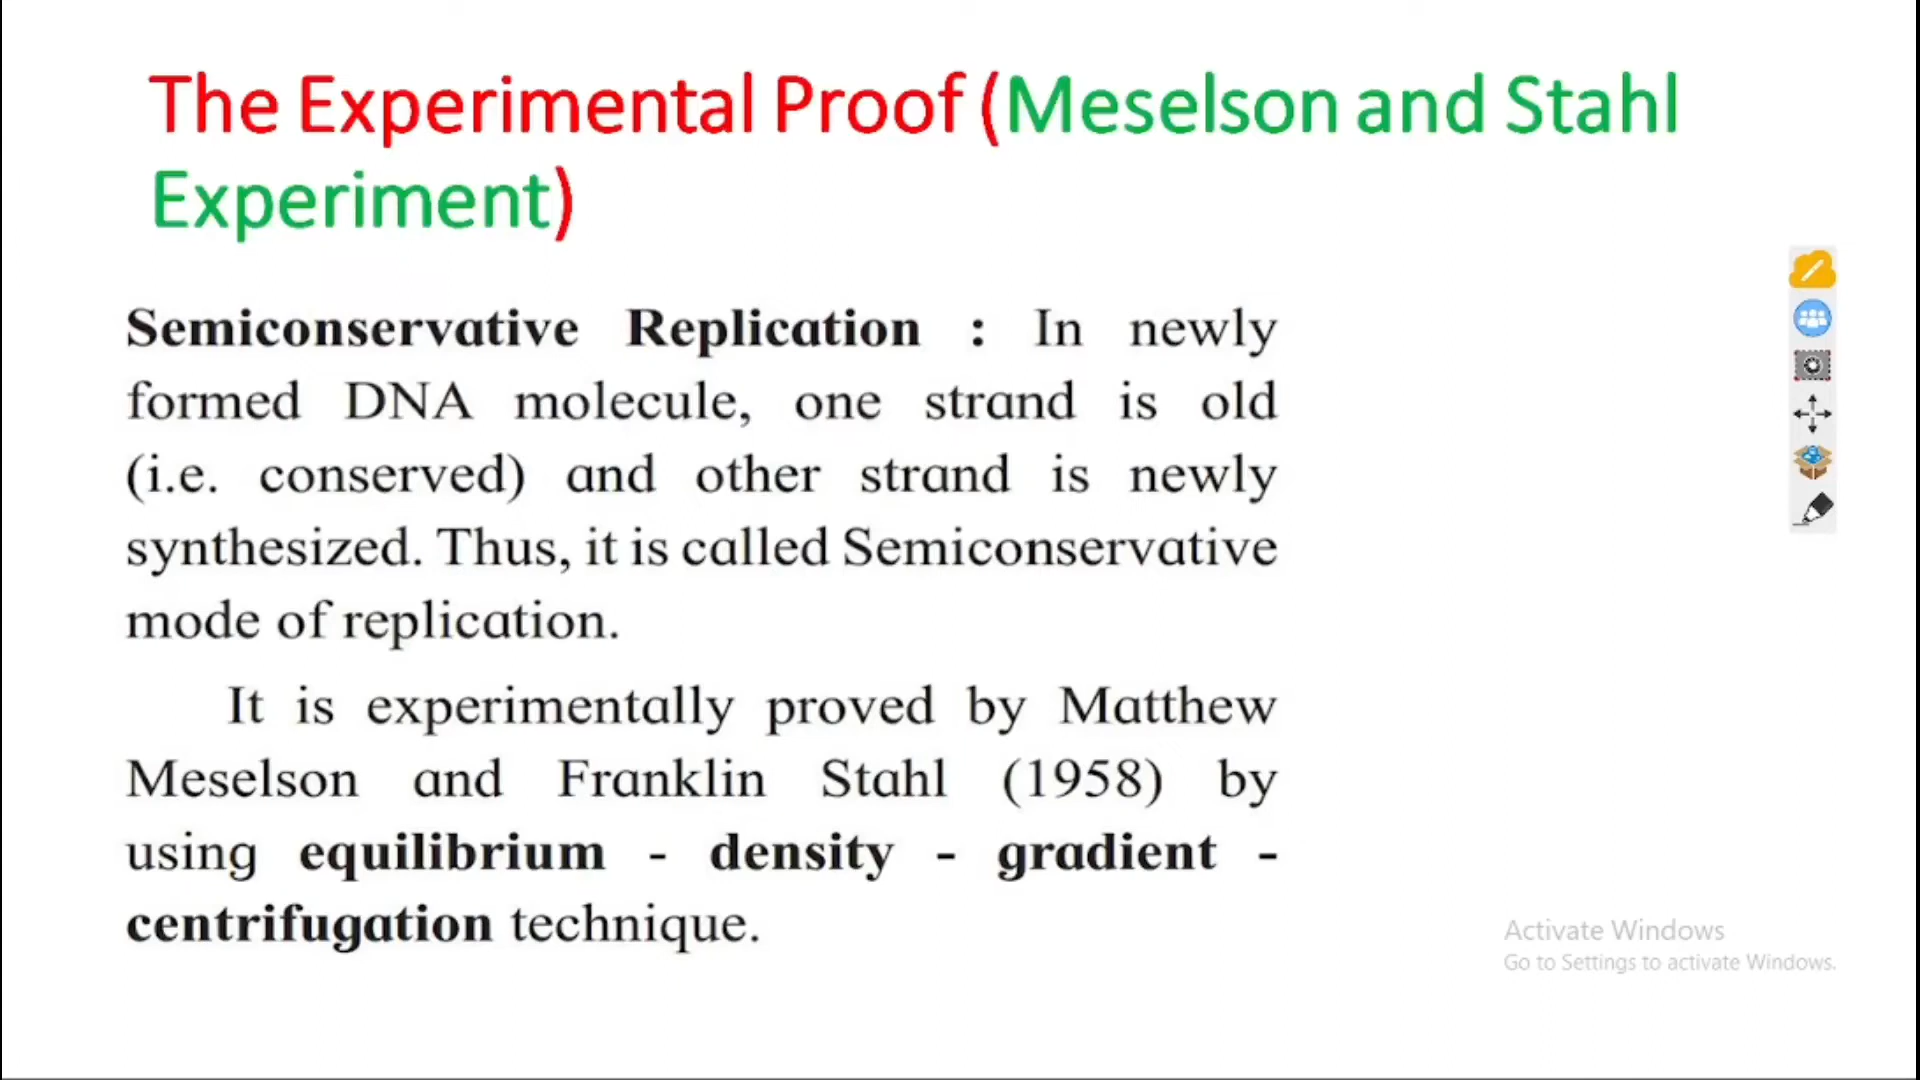 The Experimental Proof (Meselson and Stahl
Experiment)
Semiconservative Replication : In newly
formed DNA molecule, one strand is old
(i.e. conserved) and other strand is newly
synthesized. Thus, it is called Semiconservative
mode of replication.
It is experimentally proved by Matthew
Meselson and Franklin Stahl (1958) by
using equilibrium - density - gradient -
centrifugation technique.
Activate Windows
Go to Settings to activate Windows.